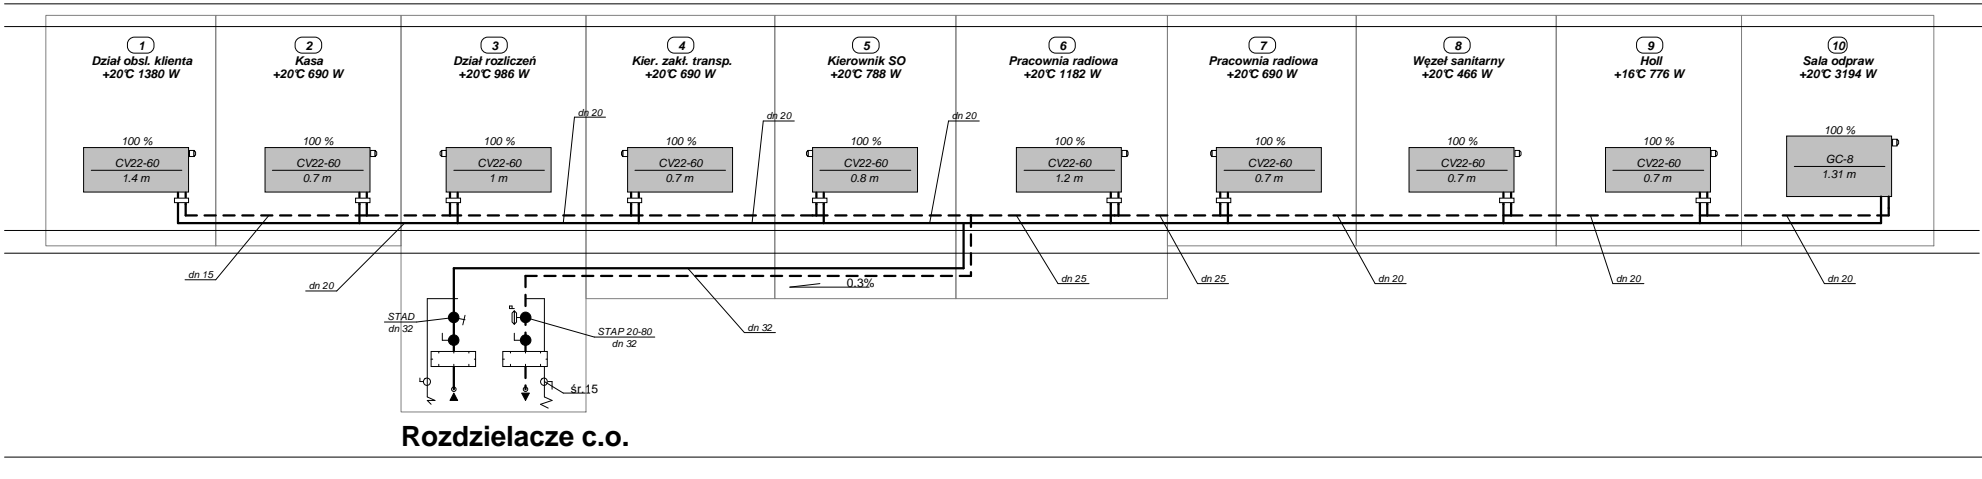 1
Dział obsl. klienta
+20°C 1380 W
2
Kasa
+20°C 690 W
3
Dział rozliczeń
+20°C 986 W
4
Kier. zakł. transp.
+20°C 690 W
5
Kierownik SO
+20°C 788 W
6
Pracownia radiowa
+20°C 1182 W
7
Pracownia radiowa
+20°C 690 W
8
Węzeł sanitarny
+20°C 466 W
9
Holl
+16°C 776 W
10
Sala odpraw
+20°C 3194 W
dn 20
dn 20
dn 20
100 %
CV22-60
1.4 m
100 %
CV22-60
0.7 m
100 %
CV22-60
1 m
100 %
CV22-60
0.7 m
100 %
CV22-60
0.8 m
100 %
CV22-60
1.2 m
100 %
CV22-60
0.7 m
100 %
CV22-60
0.7 m
100 %
CV22-60
0.7 m
100 %
GC-8
1.31 m
dn 15
dn 20
0.3%
dn 25
dn 25
dn 20
dn 20
dn 20
STAD
dn 32
STAP 20-80
dn 32
dn 32
śr.15
Rozdzielacze c.o.